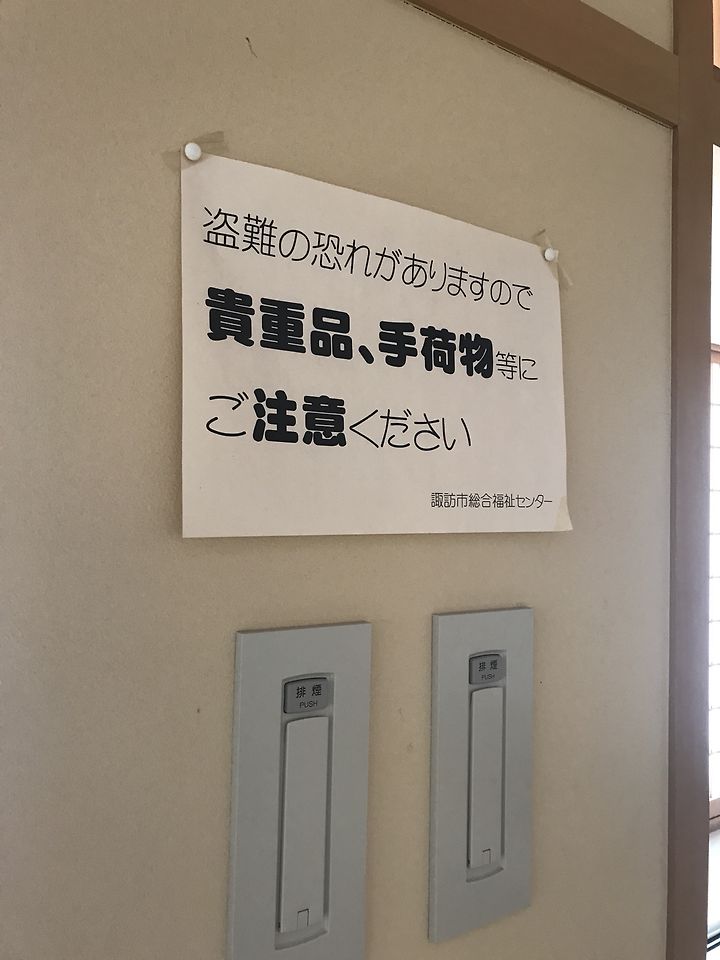 盗難の恐れがありますので
貴重品、手荷物等に
ご注意ください
諏訪市総合福祉センター
排煙
PUSH
排煙
PUSH